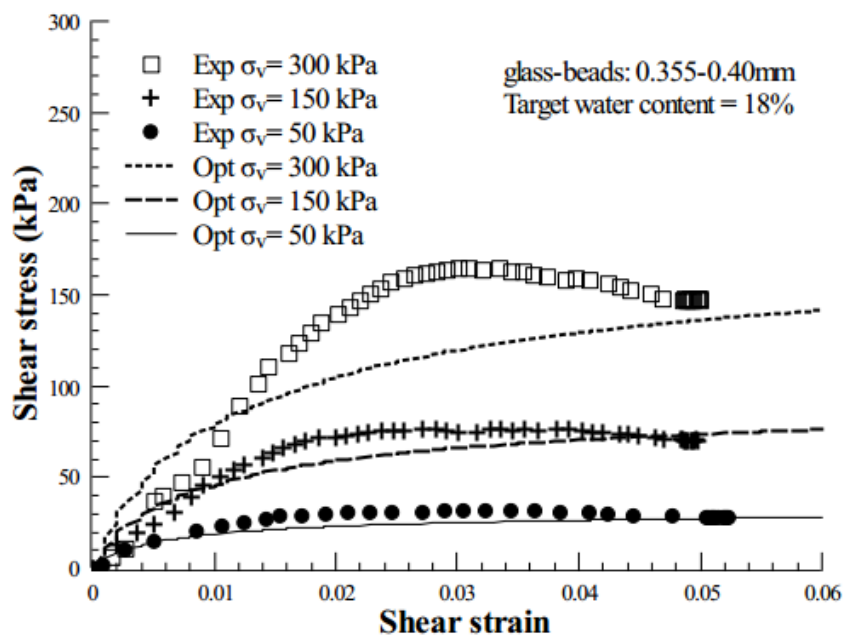 300
250
200
150
100
50
0
Shear stress (kPa)
Exp σᵥ= 300 kPa
Exp σᵥ= 150 kPa
Exp σᵥ= 50 kPa
Opt σᵥ= 300 kPa
Opt σᵥ= 150 kPa
Opt σᵥ= 50 kPa
glass-beads: 0.355-0.40mm
Target water content = 18%
0 0.01 0.02 0.03 0.04 0.05 0.06
Shear strain